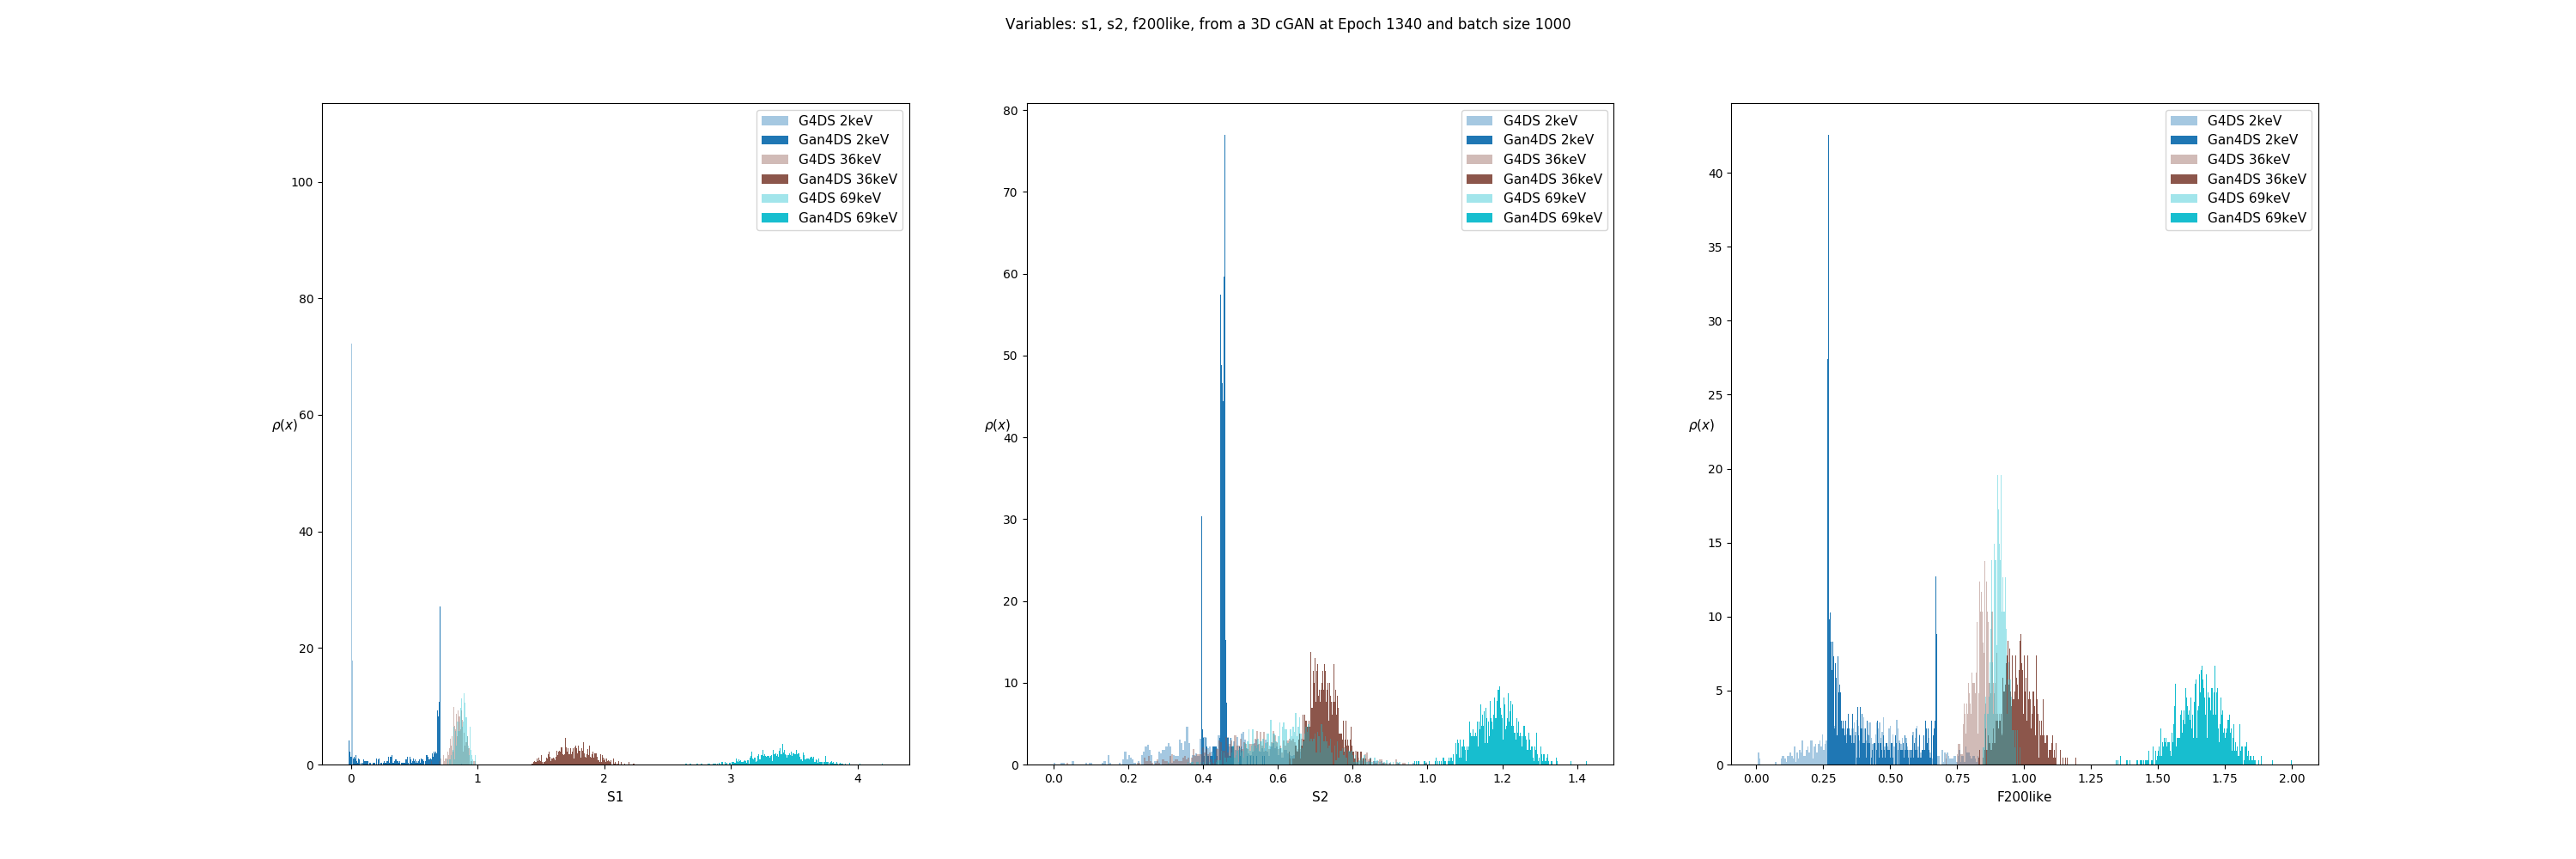 Variables: s1, s2, f200like, from a 3D cGAN at Epoch 1340 and batch size 1000
G4DS 2keV
Gan4DS 2keV
G4DS 36keV
Gan4DS 36keV
G4DS 69keV
Gan4DS 69keV
100
80
60
40
20
0
ρ(x)
0 1 2 3 4
S1
G4DS 2keV
Gan4DS 2keV
G4DS 36keV
Gan4DS 36keV
G4DS 69keV
Gan4DS 69keV
80
70
60
50
40
30
20
10
0
ρ(x)
0.0 0.2 0.4 0.6 0.8 1.0 1.2 1.4
S2
G4DS 2keV
Gan4DS 2keV
G4DS 36keV
Gan4DS 36keV
G4DS 69keV
Gan4DS 69keV
40
35
30
25
20
15
10
5
0
ρ(x)
0.00 0.25 0.50 0.75 1.00 1.25 1.50 1.75 2.00
F200like